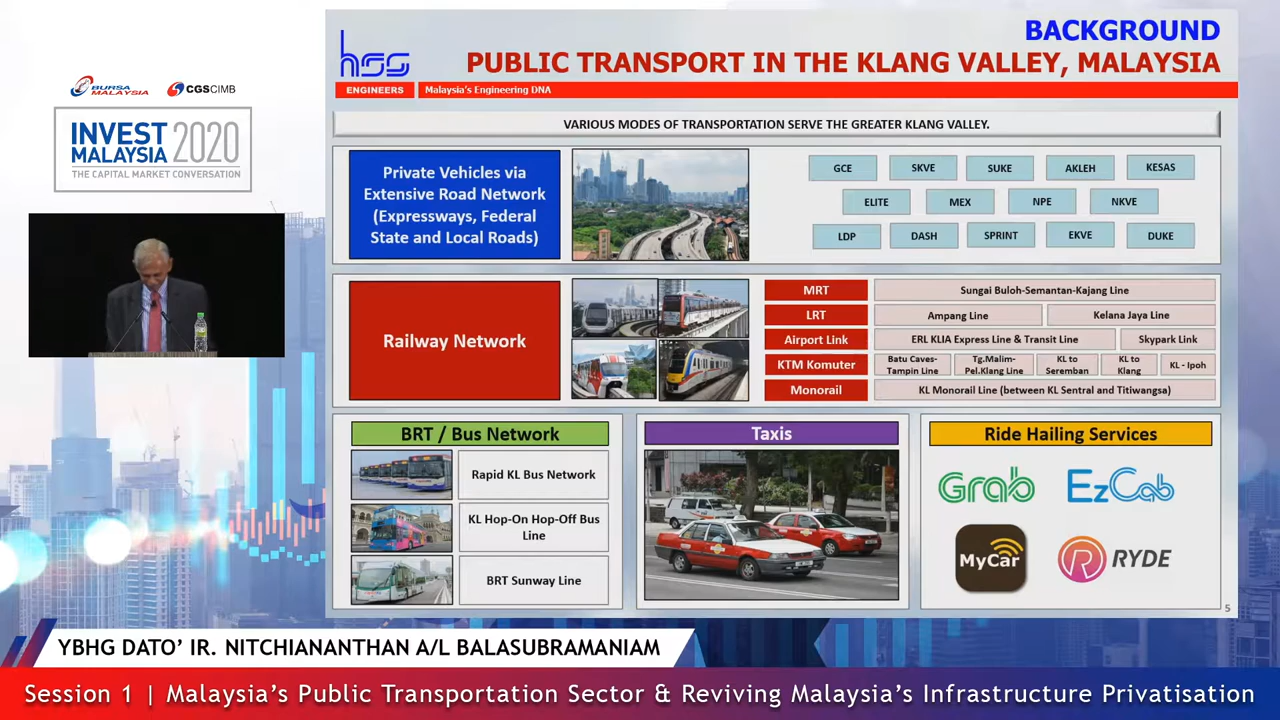 BACKGROUND
hss
PUBLIC TRANSPORT IN THE KLANG VALLEY, MALAYSIA
ENGINEERS
Malaysia's Engineering DNA
BURSA
MALAYSIA
CGS CIMB
INVEST
MALAYSIA
2020
THE CAPITAL MARKET CONVERSATION
VARIOUS MODES OF TRANSPORTATION SERVE THE GREATER KLANG VALLEY.
Private Vehicles via
Extensive Road Network
(Expressways, Federal
State and Local Roads)
GCE
SKVE
SUKE
AKLEH
KESAS
ELITE
MEX
NPE
NKVE
LDP
DASH
SPRINT
EKVE
DUKE
Railway Network
MRT
Sungai Buloh-Semantan-Kajang Line
LRT
Ampang Line
Kelana Jaya Line
Airport Link
ERL KLIA Express Line & Transit Line
Skypark Link
KTM Komuter
Batu Caves-
Tampin Line
Tg.Malim-
Pel.Klang Line
KL to
Seremban
KL to
Klang
KL - Ipoh
Monorail
KL Monorail Line (between KL Sentral and Titiwangsa)
BRT / Bus Network
Rapid KL Bus Network
KL Hop-On Hop-Off Bus
Line
BRT Sunway Line
Taxis
Ride Hailing Services
Grab
EzCab
MyCar
RYDE
5
YBHG DATO' IR. NITCHIANANTHAN A/L BALASUBRAMANIAM
Session 1 | Malaysia's Public Transportation Sector & Reviving Malaysia's Infrastructure Privatisation